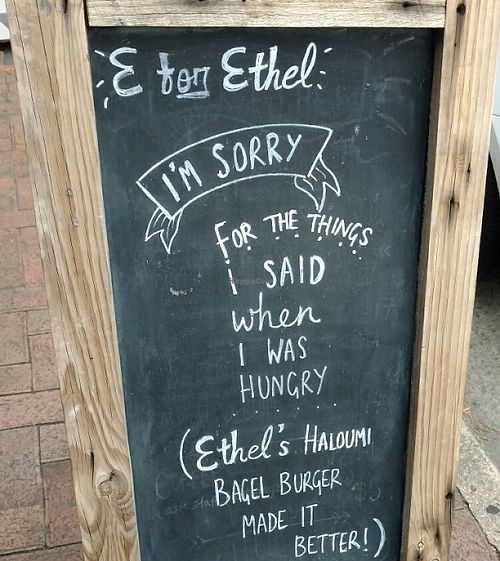 E for Ethel
I'M SORRY
FOR THE THINGS
I SAID
when
I WAS
HUNGRY
(Ethel's HALOUMI
BAGEL BURGER
MADE IT
BETTER!)